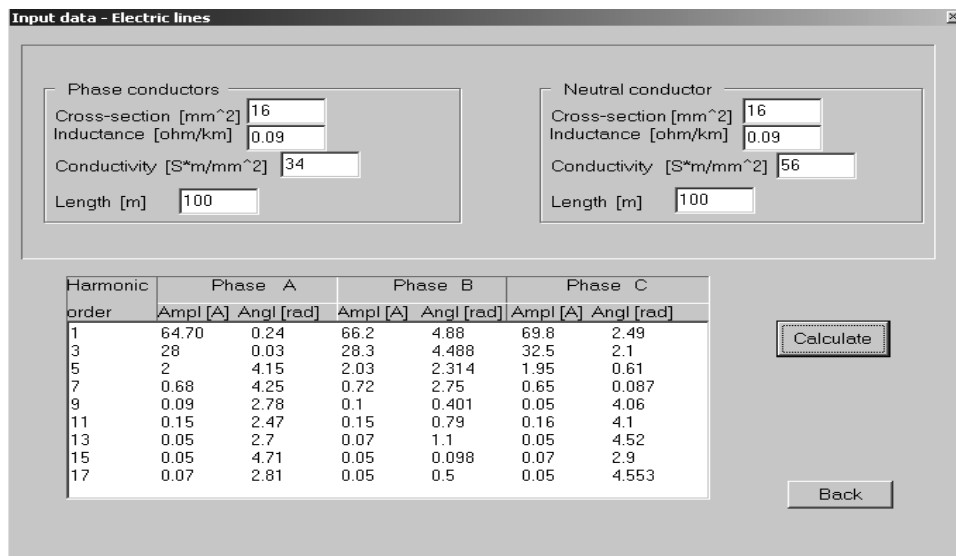 Input data - Electric lines
Phase conductors
Cross-section [mm^2] 16
Inductance [ohm/km] 0.09
Conductivity [S*m/mm^2] 34
Length [m] 100
Neutral conductor
Cross-section [mm^2] 16
Inductance [ohm/km] 0.09
Conductivity [S*m/mm^2] 56
Length [m] 100
Harmonic Phase A Phase B Phase C
order Ampl [A] Angl [rad] Ampl [A] Angl [rad] Ampl [A] Angl [rad]
1 64.70 0.24 66.2 4.88 69.8 2.49
3 28 0.03 28.3 4.488 32.5 2.1
5 2 4.15 2.03 2.314 1.95 0.61
7 0.68 4.25 0.72 2.75 0.65 0.087
9 0.09 2.78 0.1 0.401 0.05 4.06
11 0.15 2.47 0.15 0.79 0.16 4.1
13 0.05 2.7 0.07 1.1 0.05 4.52
15 0.05 4.71 0.05 0.098 0.07 2.9
17 0.07 2.81 0.05 0.5 0.05 4.553
Calculate
Back